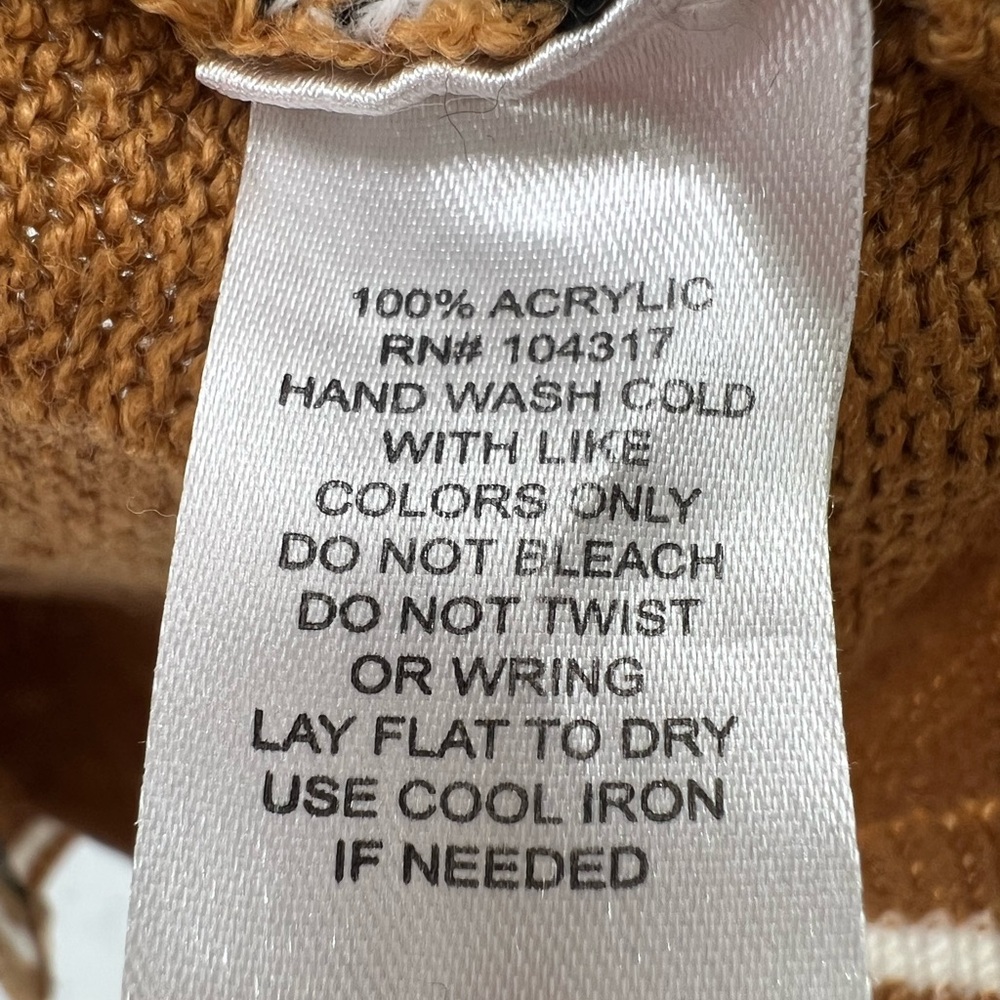 100% ACRYLIC
RN# 104317
HAND WASH COLD
WITH LIKE
COLORS ONLY
DO NOT BLEACH
DO NOT TWIST
OR WRING
LAY FLAT TO DRY
USE COOL IRON
IF NEEDED